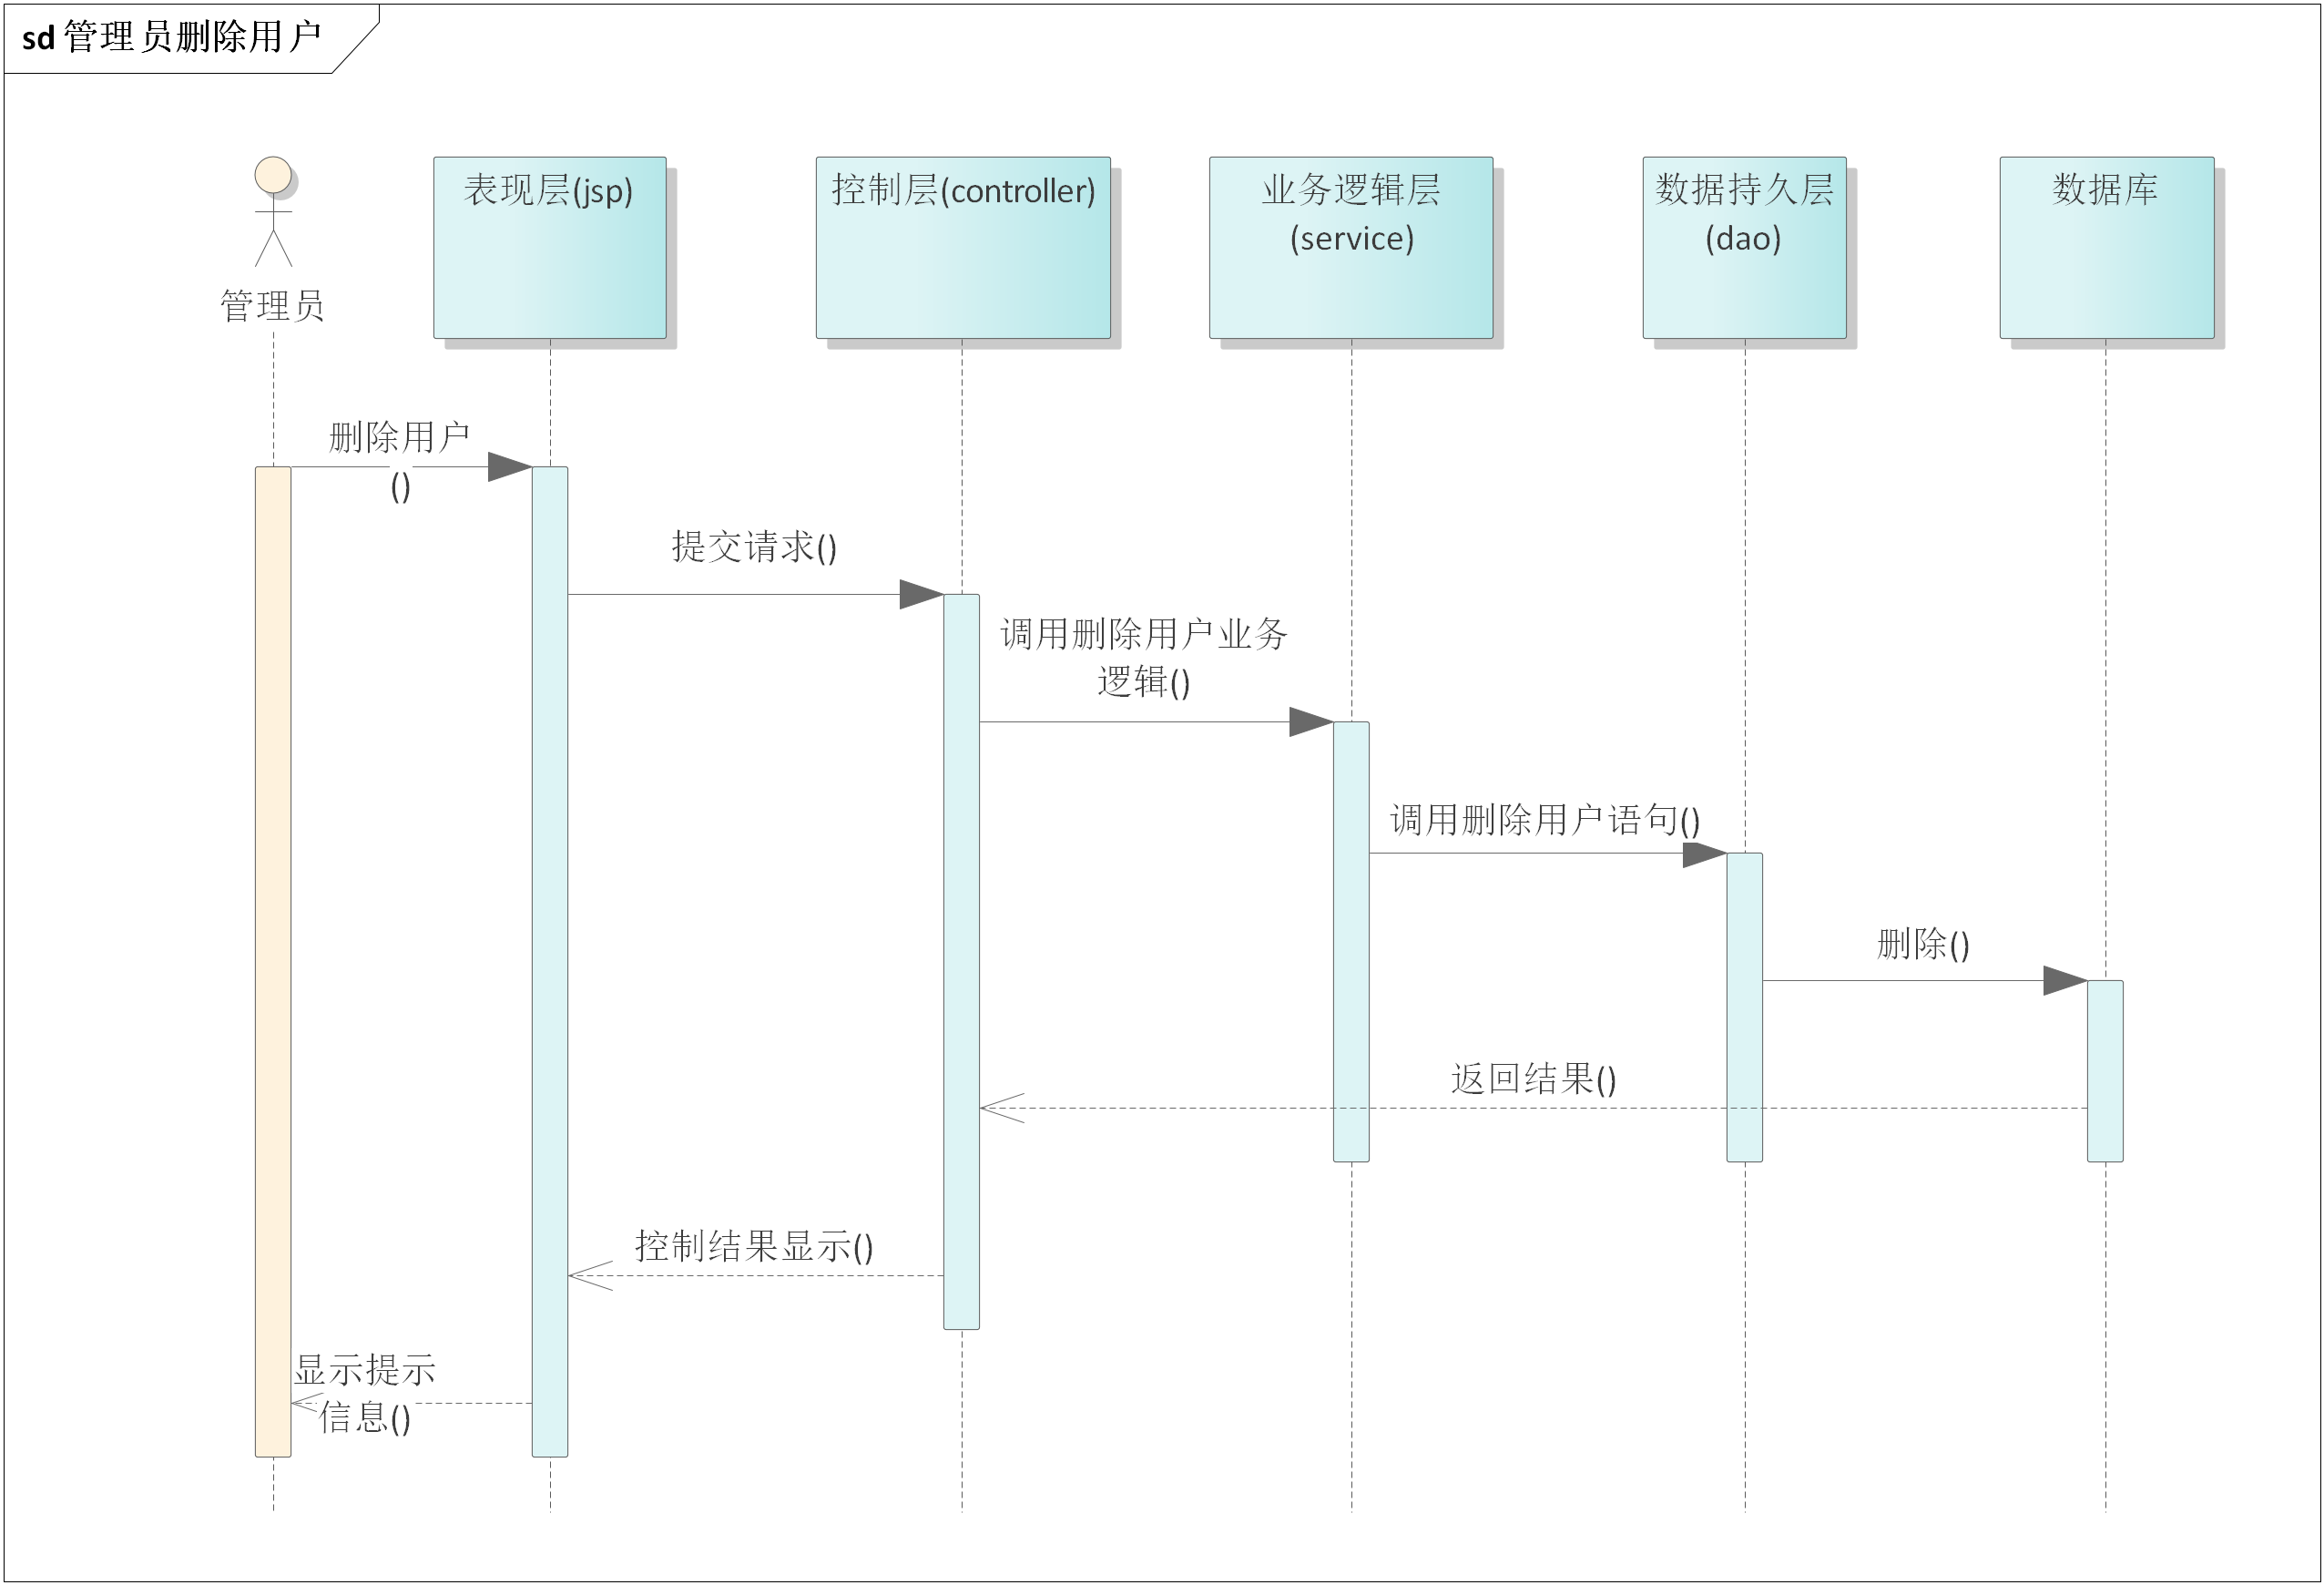 sd 管理员删除用户
管理员
表现层(jsp)
控制层(controller)
业务逻辑层
(service)
数据持久层
(dao)
数据库
删除用户
()
提交请求()
调用删除用户业务
逻辑()
调用删除用户语句()
删除()
返回结果()
控制结果显示()
显示提示
信息()